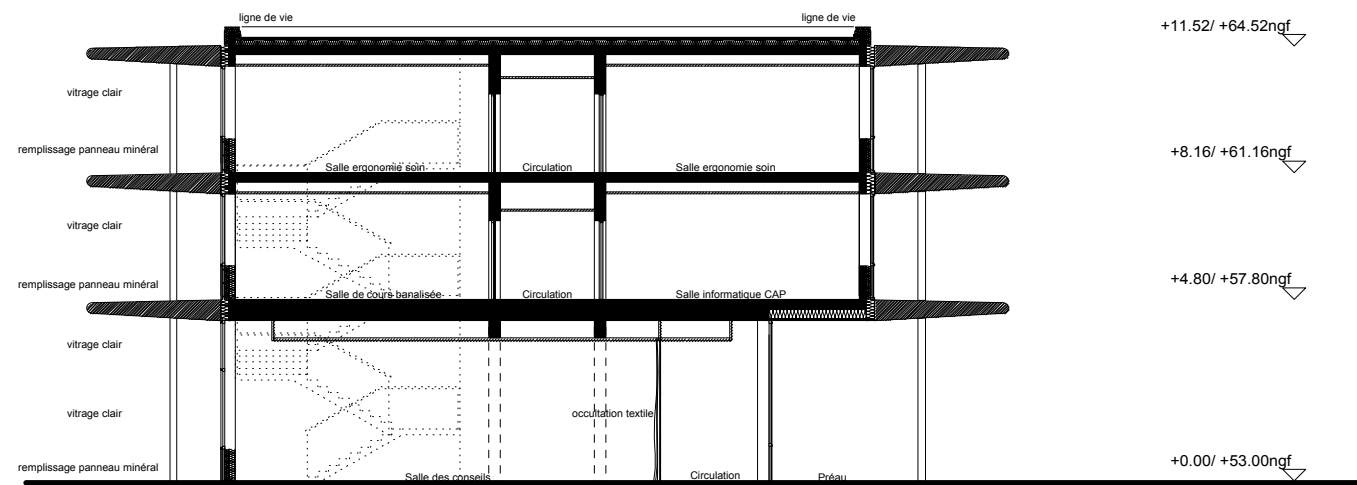 ligne de vie
ligne de vie
+11.52/ +64.52ngf
vitrage clair
remplissage panneau minéral
Salle ergonomie soin
Circulation
Salle ergonomie soin
+8.16/ +61.16ngf
vitrage clair
remplissage panneau minéral
Salle de cours banalisée
Circulation
Salle informatique CAP
+4.80/ +57.80ngf
vitrage clair
vitrage clair
occultation textile
remplissage panneau minéral
Salle des conseils
Circulation
Préau
+0.00/ +53.00ngf